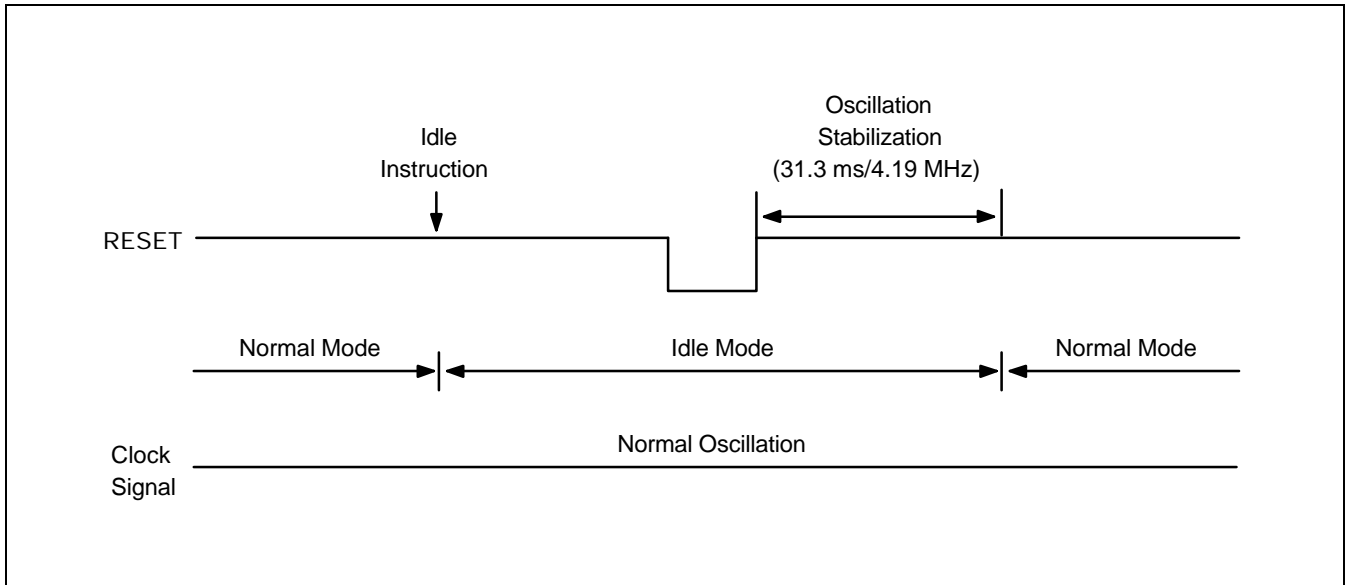 Oscillation
Stabilization
(31.3 ms/4.19 MHz)
Idle
Instruction
RESET
Normal Mode
Idle Mode
Normal Mode
Normal Oscillation
Clock
Signal